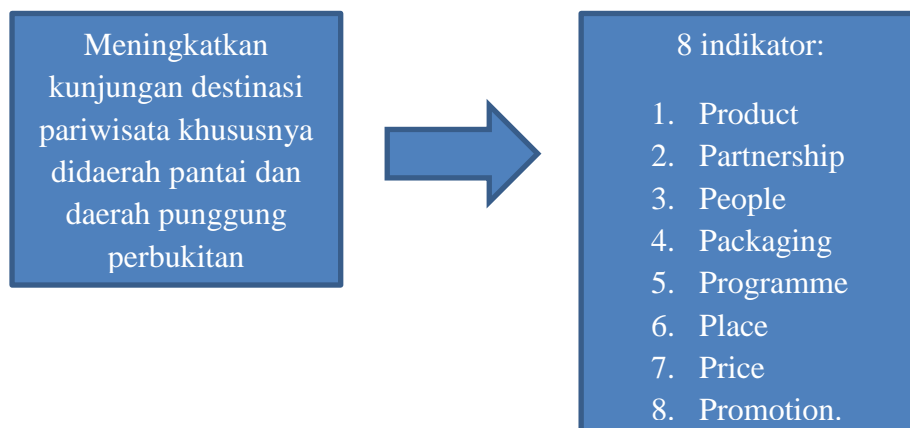 Meningkatkan
kunjungan destinasi
pariwisata khususnya
didaerah pantai dan
daerah punggung
perbukitan
8 indikator:
1. Product
2. Partnership
3. People
4. Packaging
5. Programme
6. Place
7. Price
8. Promotion.